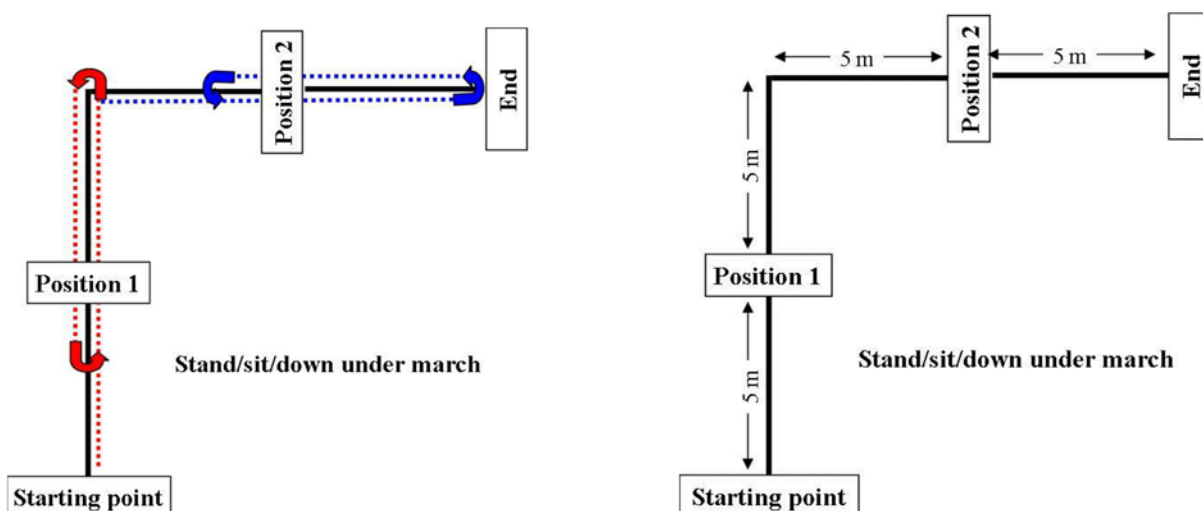 Position 2
End
Position 1
Stand/sit/down under march
Starting point
5 m
Position 2
5 m
End
5 m
Position 1
Stand/sit/down under march
5 m
Starting point